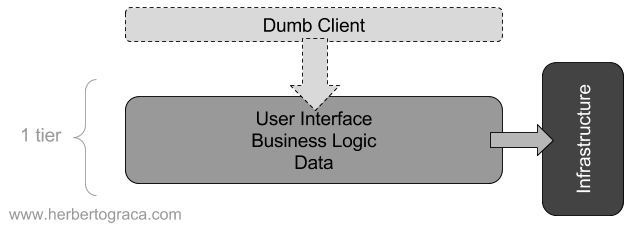 Dumb Client
User Interface
Business Logic
Data
1 tier
Infrastructure
www.herbertograca.com